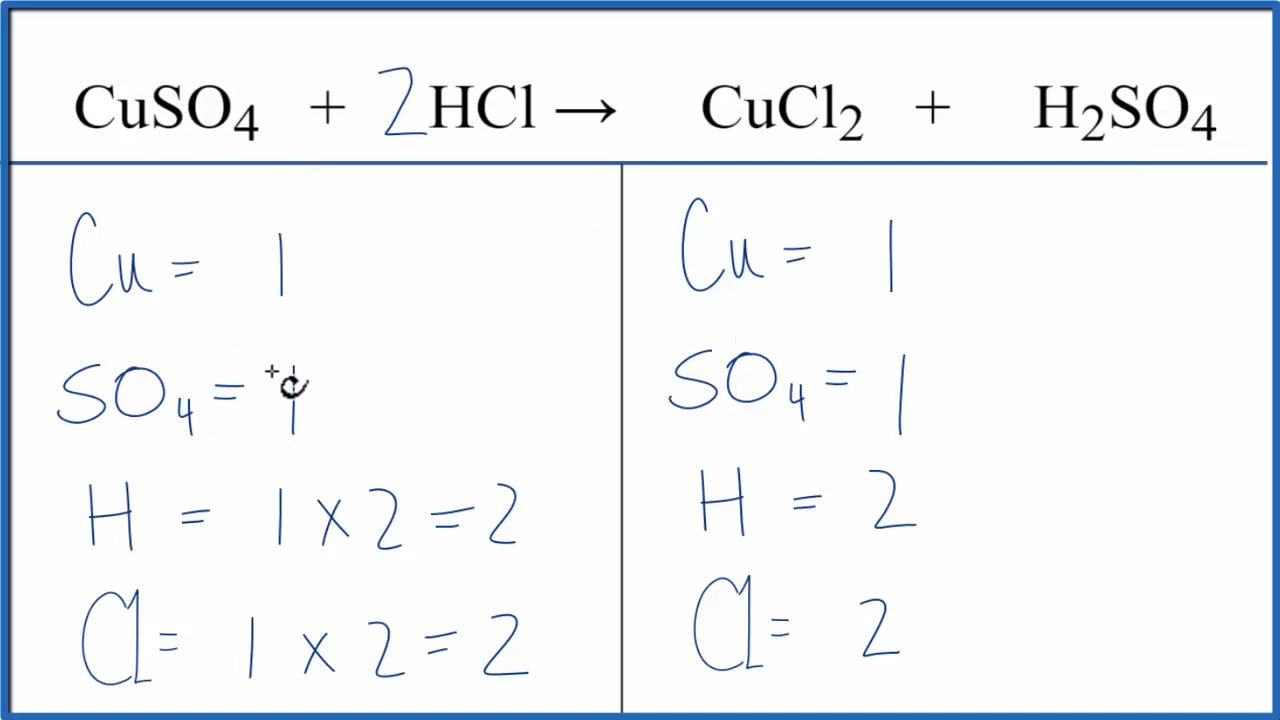 CuSO₄ + 2HCl → CuCl₂ + H₂SO₄
Cu = 1
SO₄ = 1
H = 1 x 2 = 2
Cl = 1 x 2 = 2
Cu = 1
SO₄ = 1
H = 2
Cl = 2